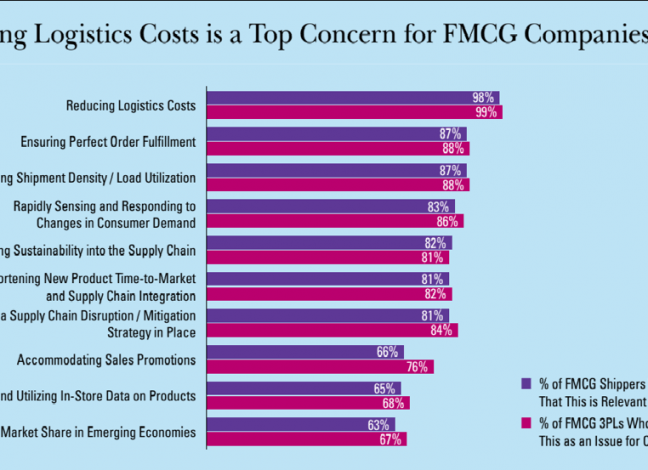 ng Logistics Costs is a Top Concern for FMCG Companies
Reducing Logistics Costs
98%
99%
Ensuring Perfect Order Fulfillment
87%
88%
ng Shipment Density / Load Utilization
87%
88%
Rapidly Sensing and Responding to
Changes in Consumer Demand
83%
86%
ng Sustainability into the Supply Chain
82%
81%
ortening New Product Time-to-Market
and Supply Chain Integration
81%
82%
a Supply Chain Disruption / Mitigation
Strategy in Place
81%
84%
Accommodating Sales Promotions
66%
76%
nd Utilizing In-Store Data on Products
65%
68%
Market Share in Emerging Economies
63%
67%
% of FMCG Shippers
That This is Relevant
% of FMCG 3PLs Who
This as an Issue for C